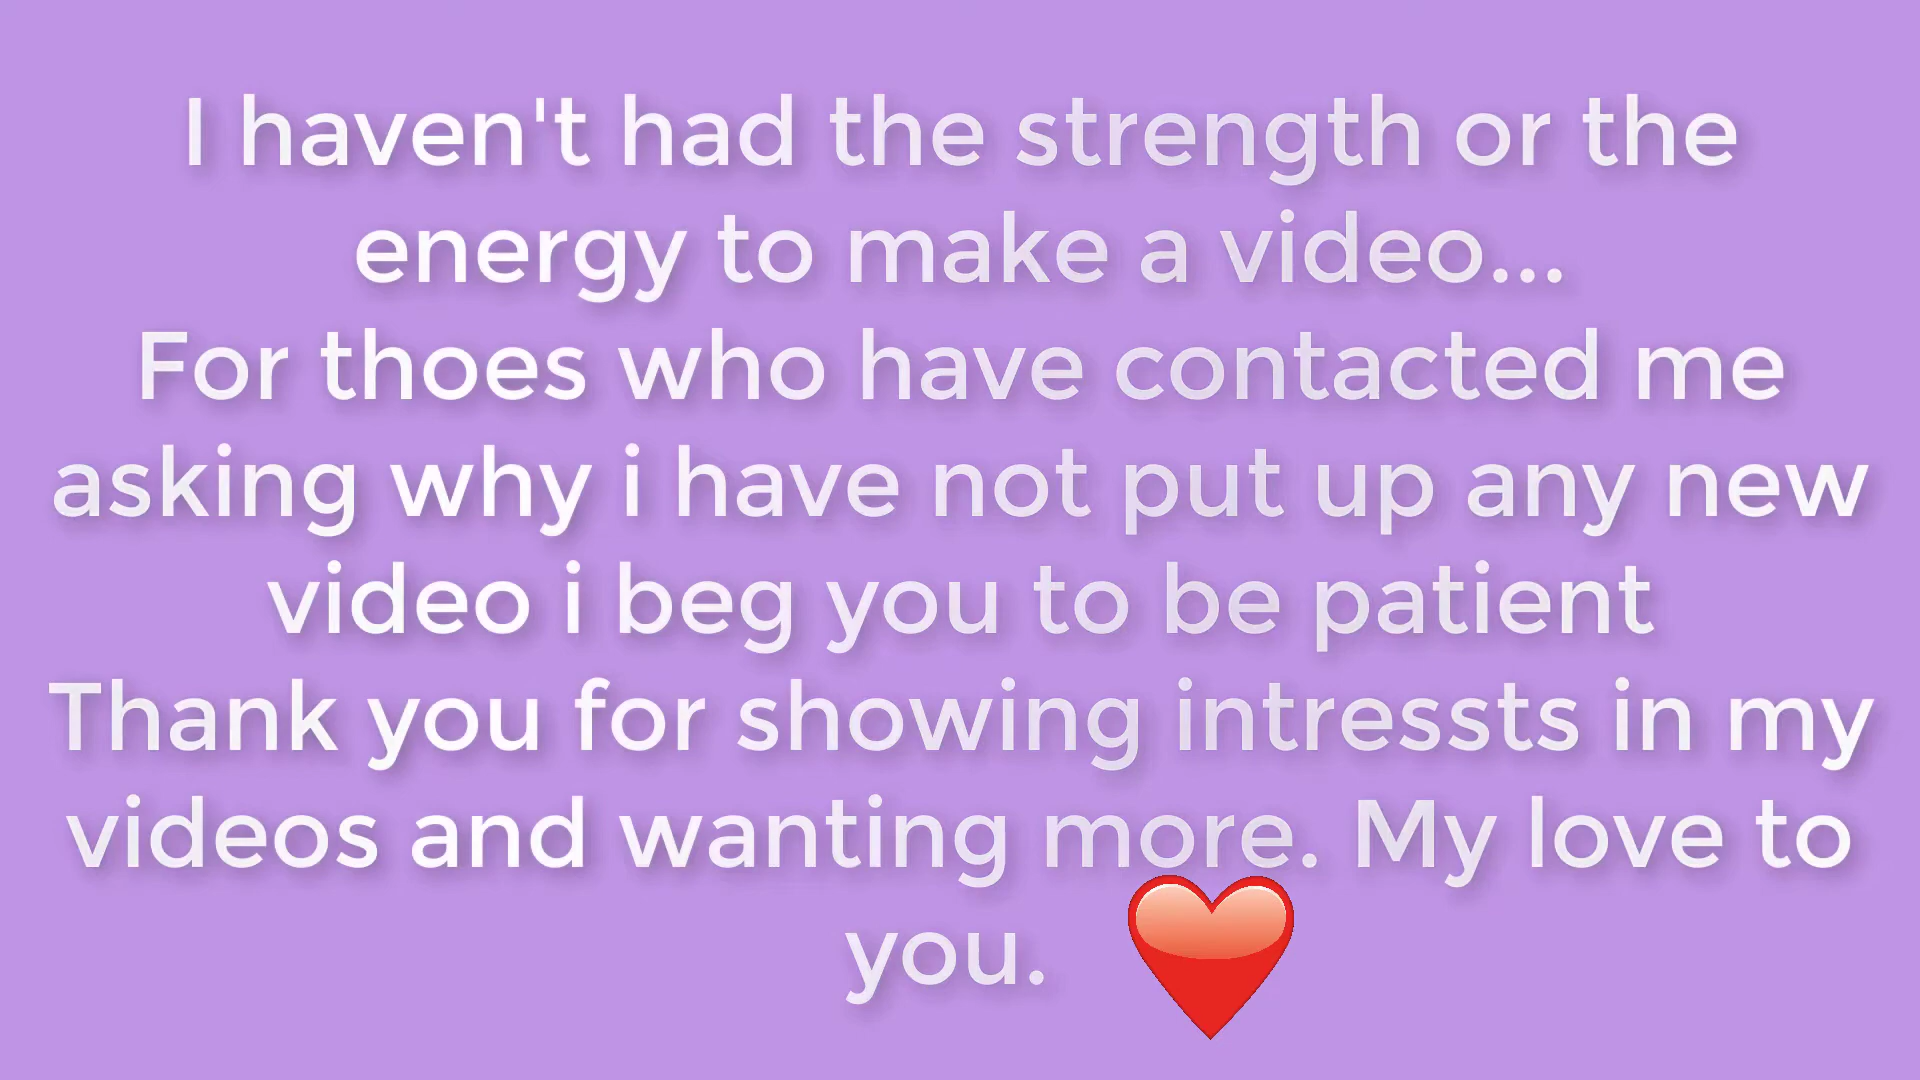 I haven't had the strength or the
energy to make a video...
For thoes who have contacted me
asking why i have not put up any new
video i beg you to be patient
Thank you for showing intressts in my
videos and wanting more. My love to
you.